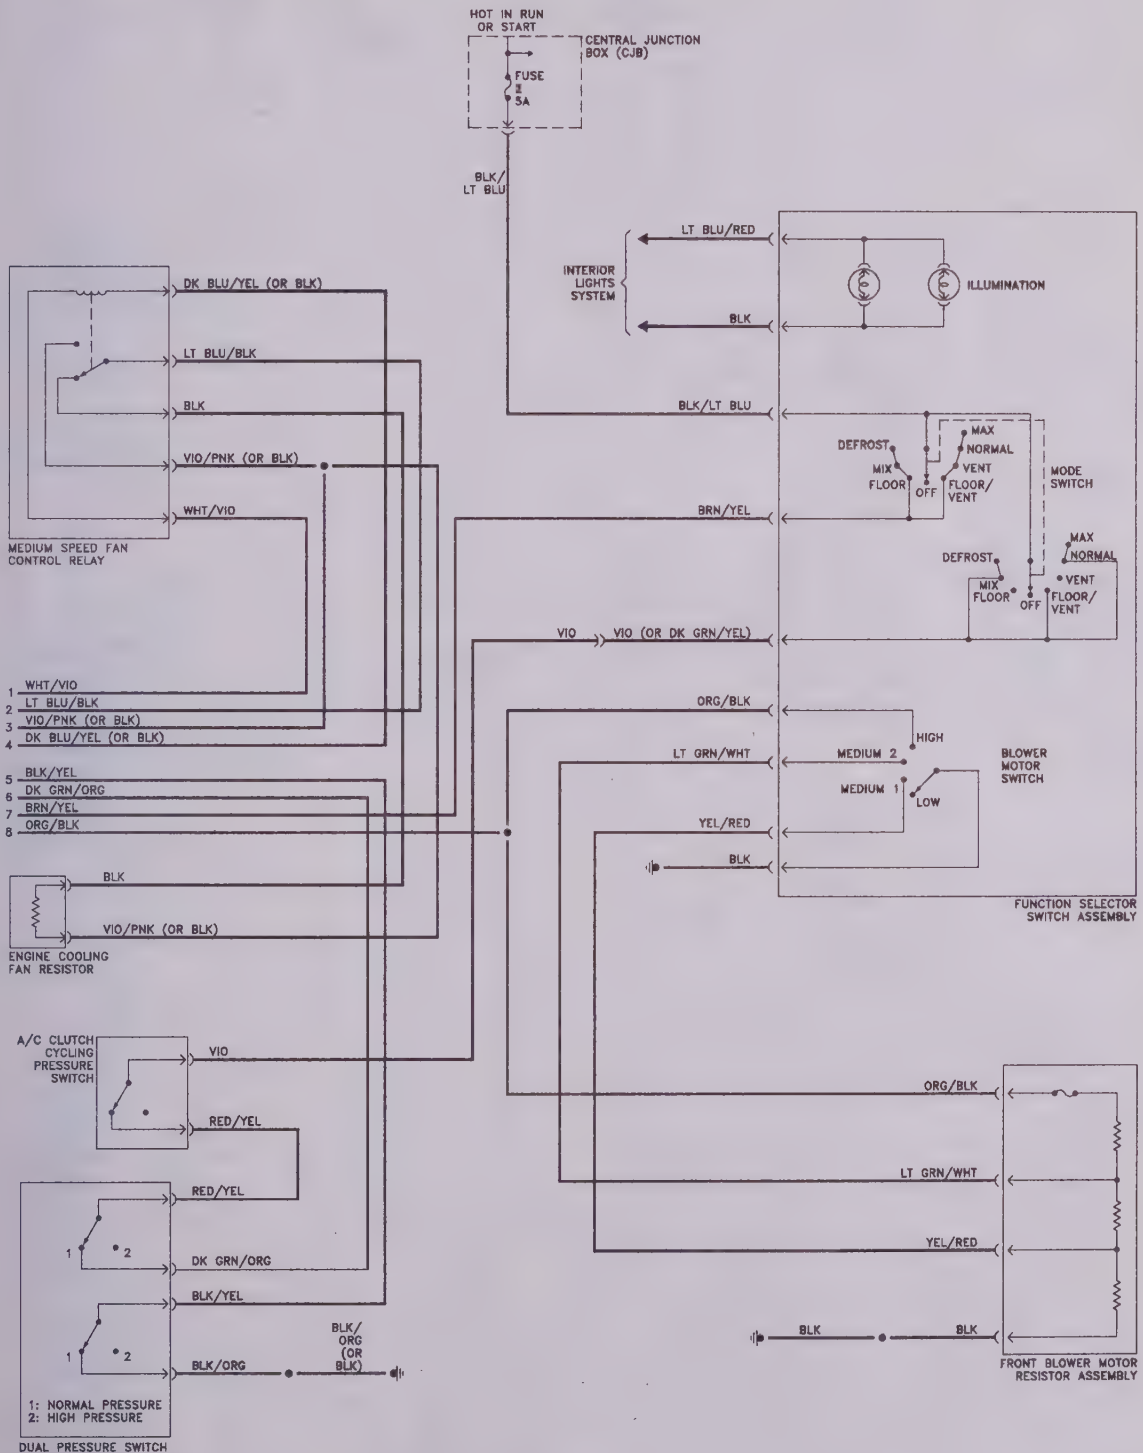 HOT IN RUN
OR START
CENTRAL JUNCTION
BOX (CJB)
FUSE
5A
BLK/
LT BLU
LT BLU/RED
INTERIOR
LIGHTS
SYSTEM
ILLUMINATION
BLK
DK BLU/YEL (OR BLK)
LT BLU/BLK
BLK
VIO/PNK (OR BLK)
WHT/VIO
MEDIUM SPEED FAN
CONTROL RELAY
BLK/LT BLU
MAX
DEFROST
NORMAL
MIX
VENT
FLOOR
OFF
FLOOR/
VENT
MODE
SWITCH
BRN/YEL
MAX
DEFROST
NORMAL
MIX
VENT
FLOOR
OFF
FLOOR/
VENT
VIO
VIO (OR DK GRN/YEL)
1 WHT/VIO
2 LT BLU/BLK
3 VIO/PNK (OR BLK)
4 DK BLU/YEL (OR BLK)
5 BLK/YEL
6 DK GRN/ORG
7 BRN/YEL
8 ORG/BLK
ORG/BLK
HIGH
LT GRN/WHT
MEDIUM 2
BLOWER
MOTOR
SWITCH
MEDIUM 1
LOW
YEL/RED
BLK
FUNCTION SELECTOR
SWITCH ASSEMBLY
BLK
VIO/PNK (OR BLK)
ENGINE COOLING
FAN RESISTOR
A/C CLUTCH
CYCLING
PRESSURE
SWITCH
VIO
RED/YEL
ORG/BLK
LT GRN/WHT
YEL/RED
BLK
BLK
FRONT BLOWER MOTOR
RESISTOR ASSEMBLY
RED/YEL
1
2
DK GRN/ORG
BLK/YEL
1
2
BLK/ORG
BLK/
ORG
(OR
BLK)
1: NORMAL PRESSURE
2: HIGH PRESSURE
DUAL PRESSURE SWITCH